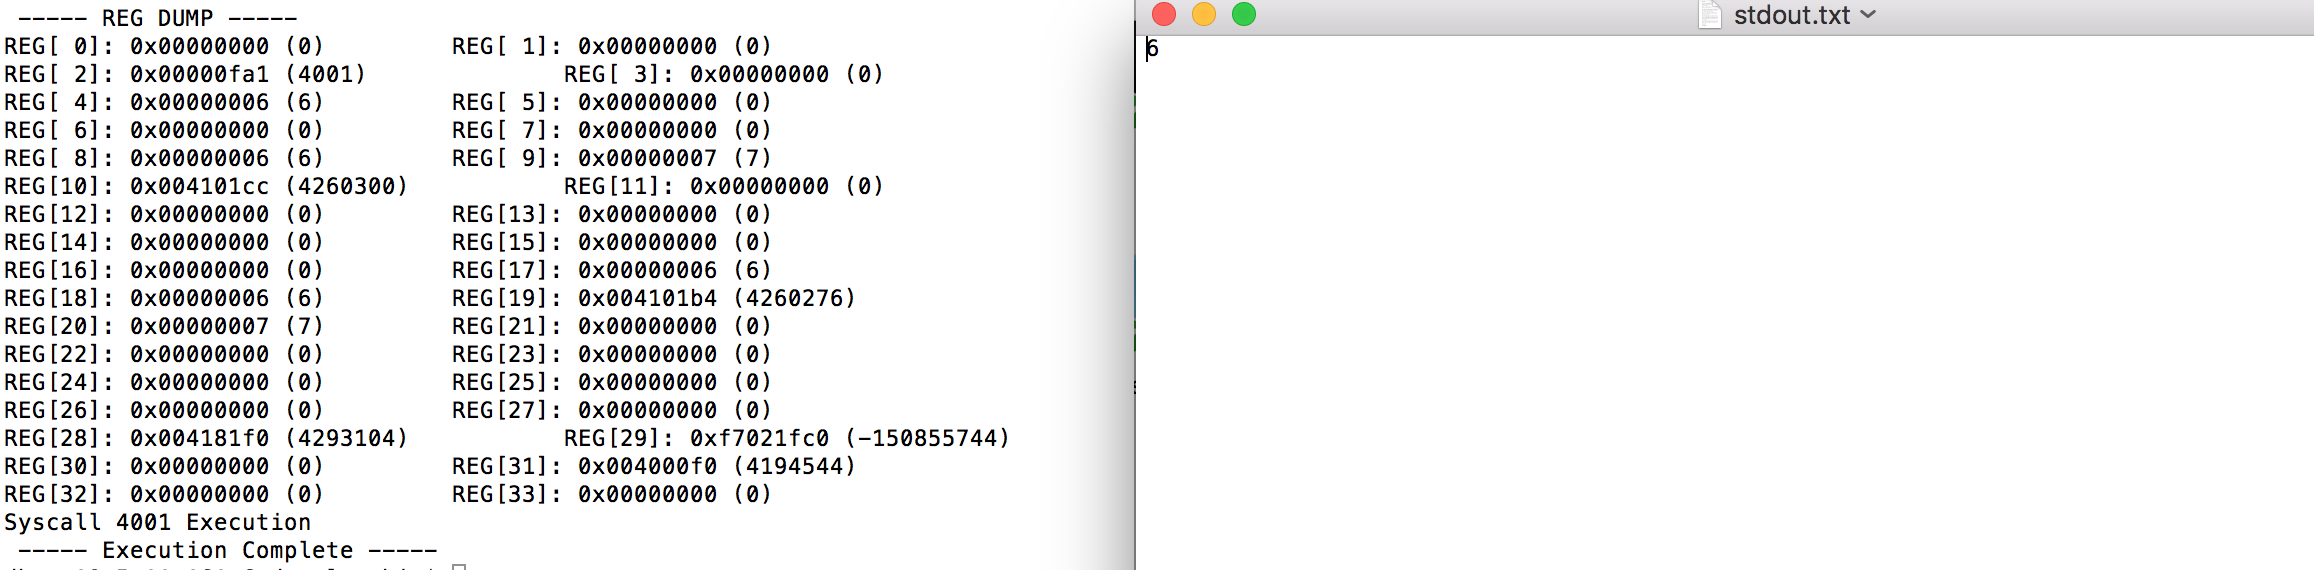 ----- REG DUMP -----
REG[ 0]: 0x00000000 (0) REG[ 1]: 0x00000000 (0)
REG[ 2]: 0x00000fa1 (4001) REG[ 3]: 0x00000000 (0)
REG[ 4]: 0x00000006 (6) REG[ 5]: 0x00000000 (0)
REG[ 6]: 0x00000000 (0) REG[ 7]: 0x00000000 (0)
REG[ 8]: 0x00000006 (6) REG[ 9]: 0x00000007 (7)
REG[10]: 0x004101cc (4260300) REG[11]: 0x00000000 (0)
REG[12]: 0x00000000 (0) REG[13]: 0x00000000 (0)
REG[14]: 0x00000000 (0) REG[15]: 0x00000000 (0)
REG[16]: 0x00000000 (0) REG[17]: 0x00000006 (6)
REG[18]: 0x00000006 (6) REG[19]: 0x004101b4 (4260276)
REG[20]: 0x00000007 (7) REG[21]: 0x00000000 (0)
REG[22]: 0x00000000 (0) REG[23]: 0x00000000 (0)
REG[24]: 0x00000000 (0) REG[25]: 0x00000000 (0)
REG[26]: 0x00000000 (0) REG[27]: 0x00000000 (0)
REG[28]: 0x004181f0 (4293104) REG[29]: 0xf7021fc0 (-150855744)
REG[30]: 0x00000000 (0) REG[31]: 0x004000f0 (4194544)
REG[32]: 0x00000000 (0) REG[33]: 0x00000000 (0)
Syscall 4001 Execution
----- Execution Complete -----
stdout.txt
6